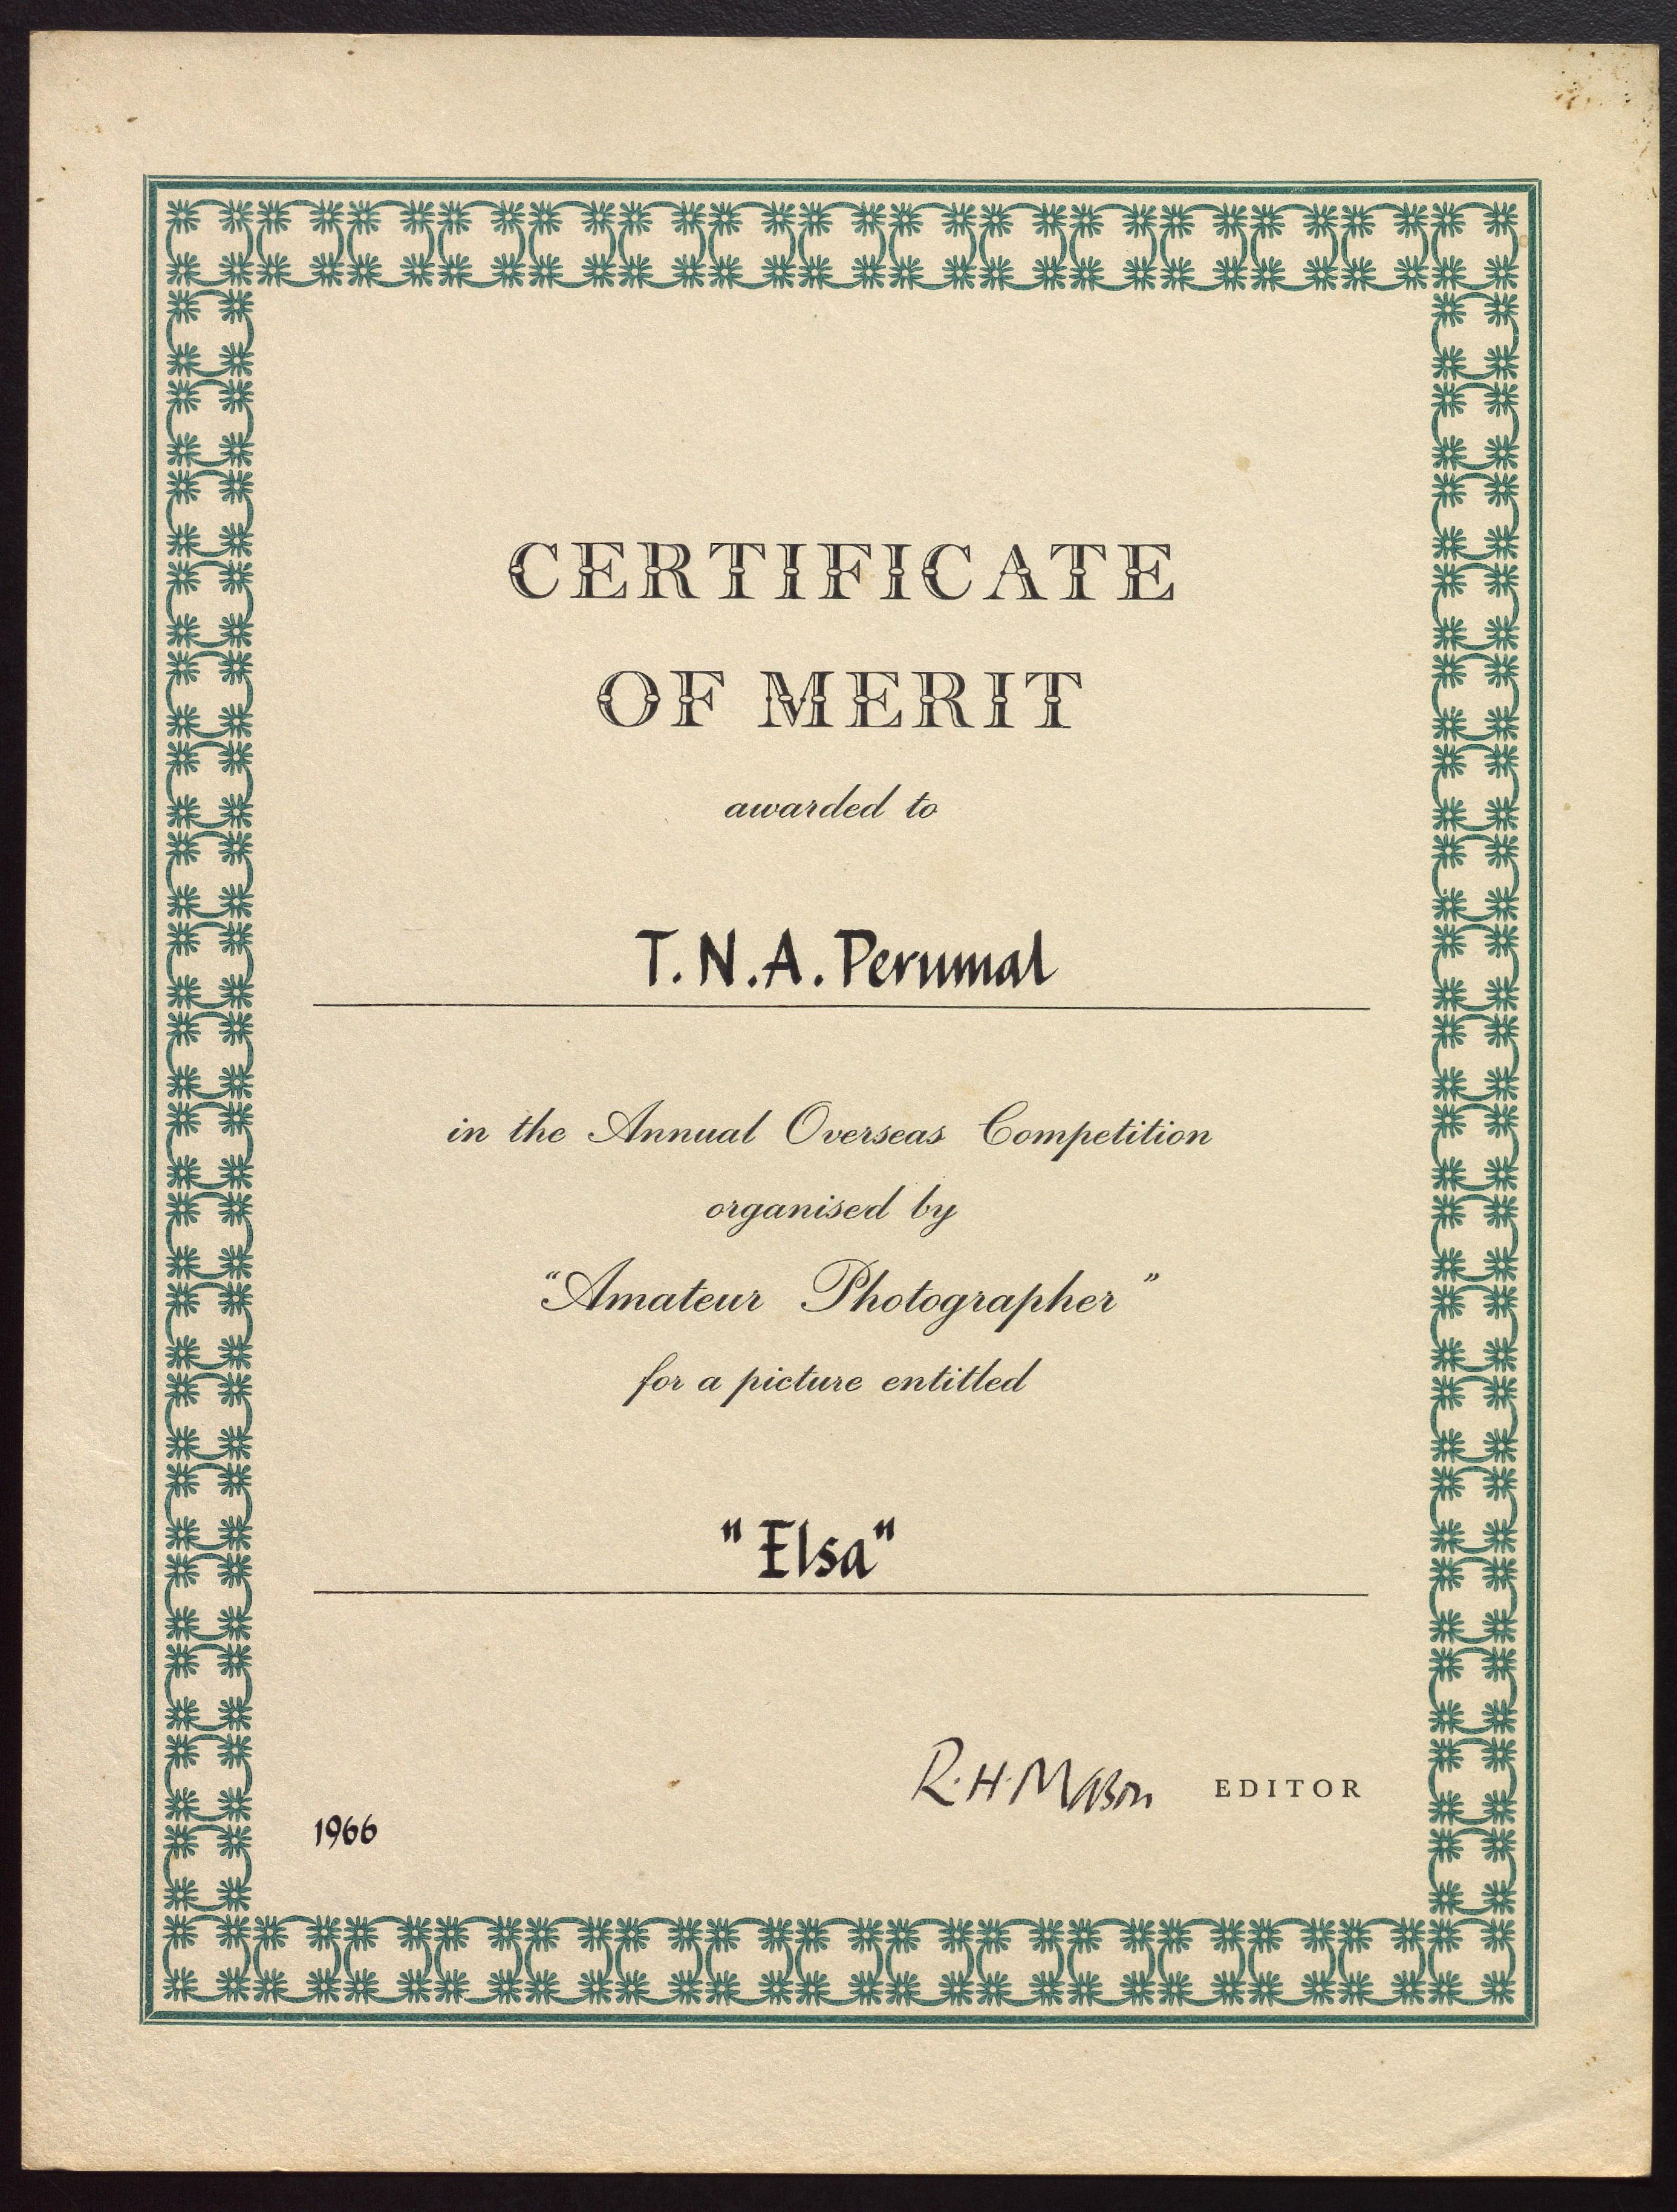 CERTIFICATE
OF MERIT
awarded to
T. N. A. Perumal
in the Annual Overseas Competition
organised by
"Amateur Photographer"
for a picture entitled
"Elsa"
R. H. Mason EDITOR
1966